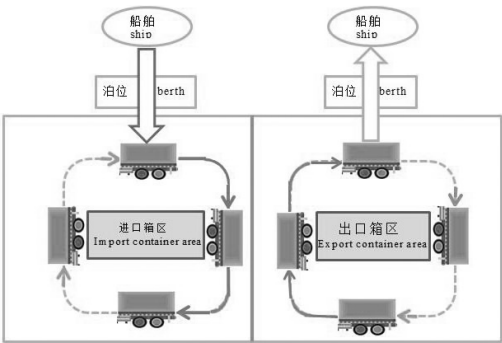 船舶
ship
船舶
ship
泊位 berth
泊位 berth
进口箱区
Import container area
出口箱区
Export container area